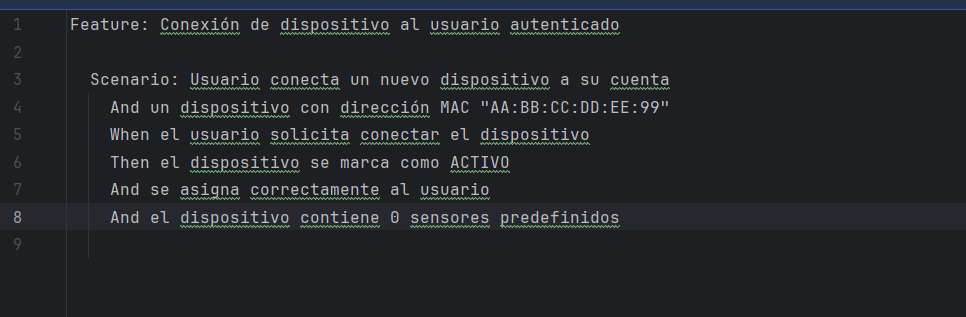 1 Feature: Conexión de dispositivo al usuario autenticado
2
3 Scenario: Usuario conecta un nuevo dispositivo a su cuenta
4 And un dispositivo con dirección MAC "AA:BB:CC:DD:EE:99"
5 When el usuario solicita conectar el dispositivo
6 Then el dispositivo se marca como ACTIVO
7 And se asigna correctamente al usuario
8 And el dispositivo contiene 0 sensores predefinidos
9